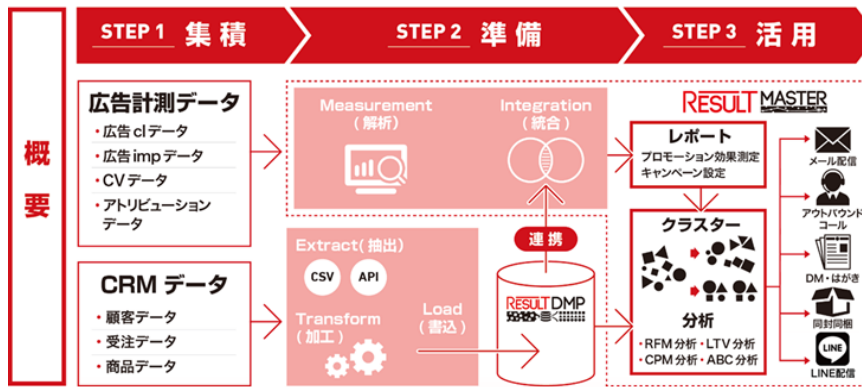 概要
STEP 1 集積
STEP 2 準備
STEP 3 活用
広告計測データ
・広告clデータ
・広告impデータ
・CVデータ
・アトリビューション
データ
CRM データ
・顧客データ
・受注データ
・商品データ
Measurement
(解析)
Integration
(統合)
連携
Extract(抽出)
CSV
API
Transform
(加工)
Load
(書込)
RESULT DMP
RESULT MASTER
レポート
プロモーション効果測定
キャンペーン設定
クラスター
分析
・RFM分析・LTV分析
・CPM分析・ABC分析
メール配信
アウトバウンド
コール
DM・はがき
同封同梱
LINE
LINE配信